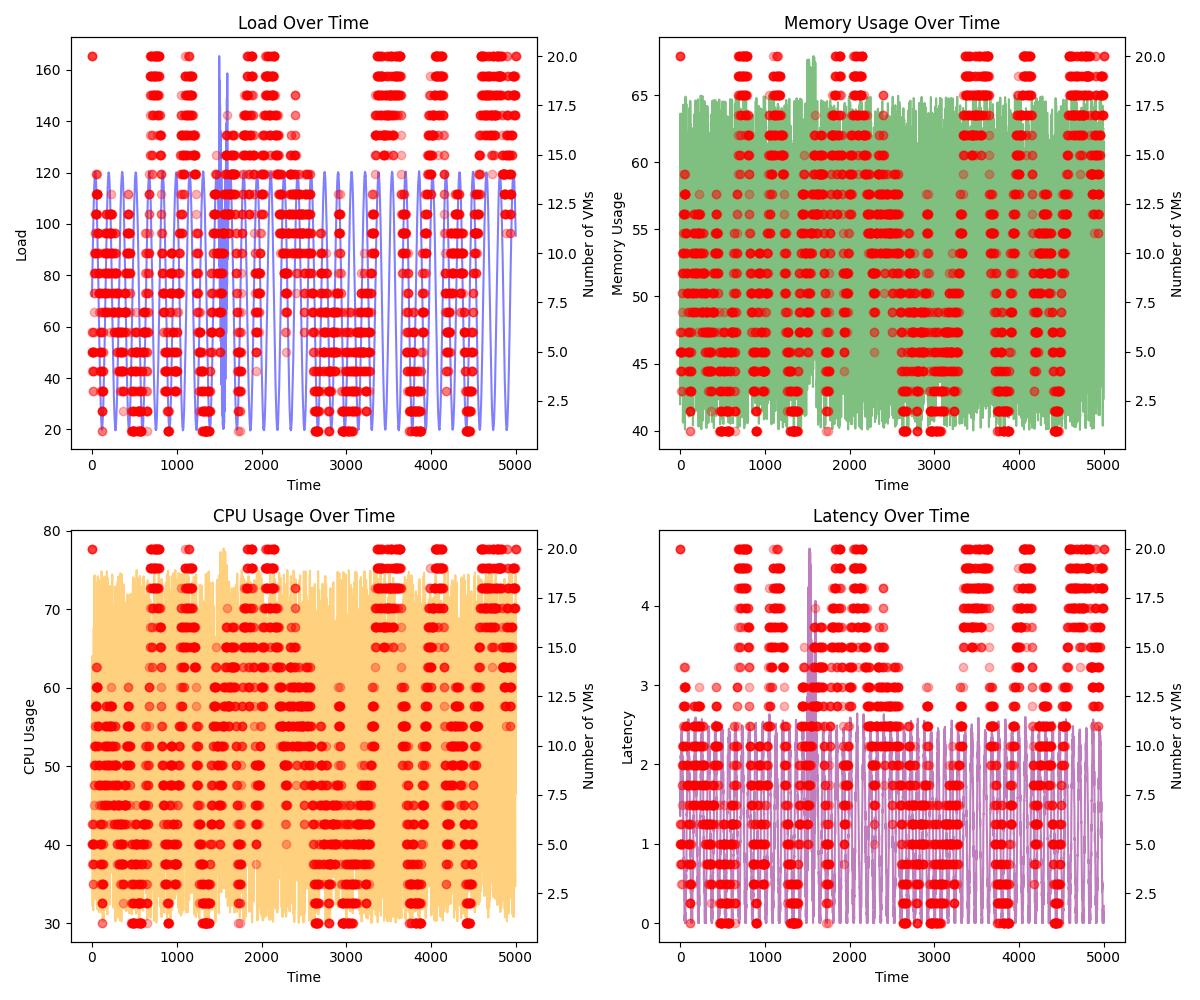 Load Over Time
Load
160
140
120
100
80
60
40
20
20.0
17.5
15.0
12.5
10.0
7.5
5.0
2.5
Number of VMs
0 1000 2000 3000 4000 5000
Time
Memory Usage Over Time
Memory Usage
65
60
55
50
45
40
20.0
17.5
15.0
12.5
10.0
7.5
5.0
2.5
Number of VMs
0 1000 2000 3000 4000 5000
Time
CPU Usage Over Time
CPU Usage
80
70
60
50
40
30
20.0
17.5
15.0
12.5
10.0
7.5
5.0
2.5
Number of VMs
0 1000 2000 3000 4000 5000
Time
Latency Over Time
Latency
4
3
2
1
0
20.0
17.5
15.0
12.5
10.0
7.5
5.0
2.5
Number of VMs
0 1000 2000 3000 4000 5000
Time